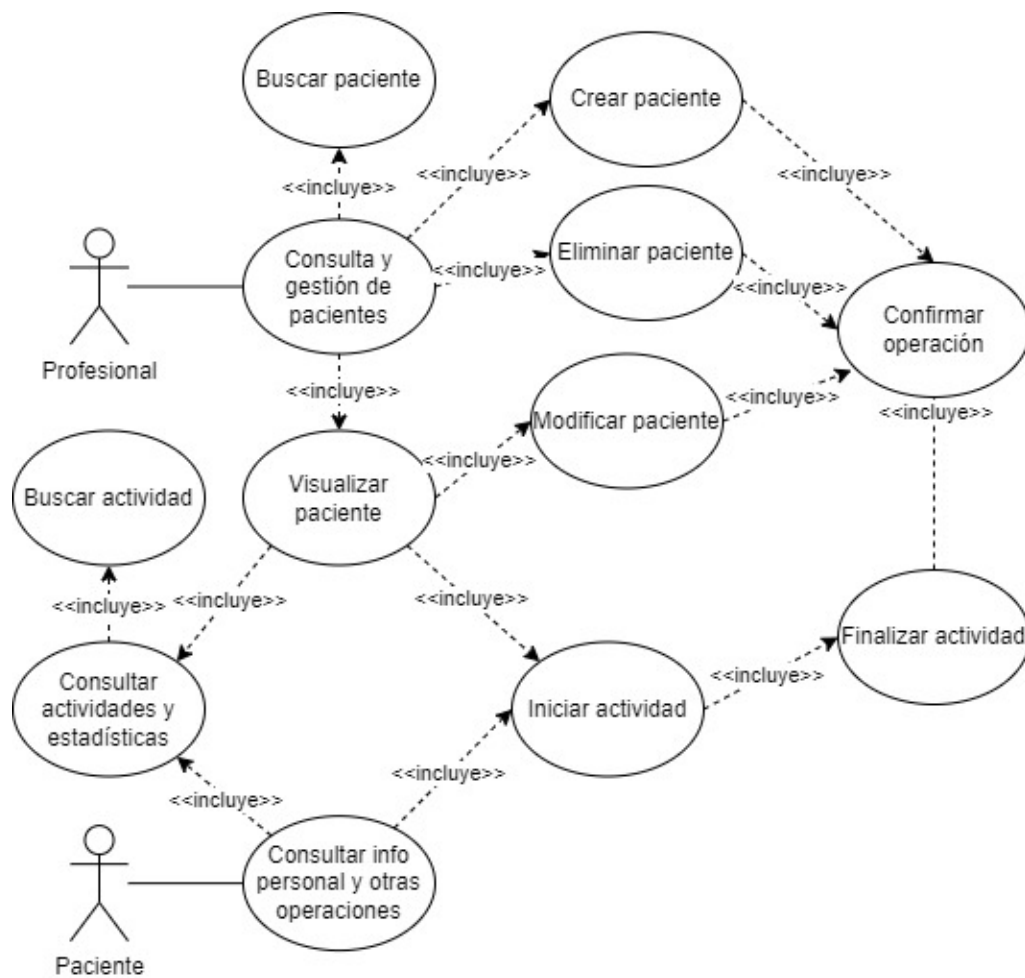 Buscar paciente
Crear paciente
<<incluye>>
<<incluye>>
<<incluye>>
Consulta y
gestión de
pacientes
<<incluye>>
Eliminar paciente
<<incluye>>
Confirmar
operación
Profesional
<<incluye>>
Modificar paciente
<<incluye>>
<<incluye>>
Buscar actividad
Visualizar
paciente
<<incluye>>
<<incluye>>
<<incluye>>
<<incluye>>
Finalizar actividad
Consultar
actividades y
estadísticas
Iniciar actividad
<<incluye>>
<<incluye>>
<<incluye>>
Consultar info
personal y otras
operaciones
Paciente